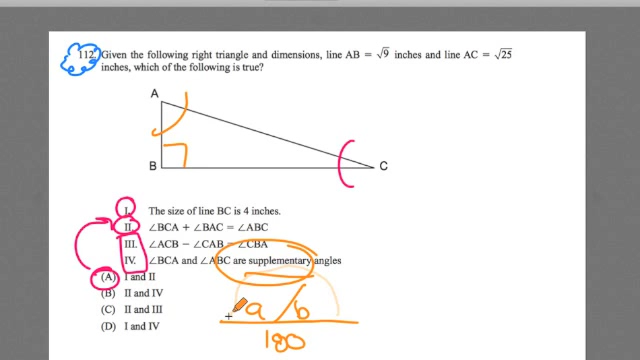 112. Given the following right triangle and dimensions, line AB = √9 inches and line AC = √25
inches, which of the following is true?
A
B
C
I. The size of line BC is 4 inches.
II. ∠BCA + ∠BAC = ∠ABC
III. ∠ACB − ∠CAB = ∠CBA
IV. ∠BCA and ∠ABC are supplementary angles
(A) I and II
(B) II and IV
(C) II and III
(D) I and IV
a / b
180